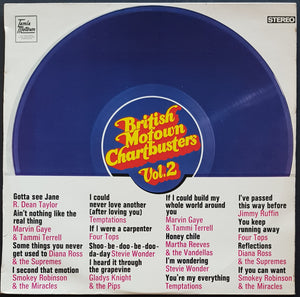 Tamla
Motown
STEREO
British
Motown
Chartbusters
Vol.2
Gotta see Jane
R. Dean Taylor
Ain't nothing like the
real thing
Marvin Gaye
& Tammi Terrell
Some things you never
get used to Diana Ross
& the Supremes
I second that emotion
Smokey Robinson
& the Miracles
I could
never love another
(after loving you)
Temptations
If I were a carpenter
Four Tops
Shoo-be-doo-be-doo-
da-day Stevie Wonder
I heard it through
the grapevine
Gladys Knight
& the Pips
If I could build my
whole world around
you
Marvin Gaye
& Tammi Terrell
Honey chile
Martha Reeves
& the Vandellas
I'm wondering
Stevie Wonder
You're my everything
Temptations
I've passed
this way before
Jimmy Ruffin
You keep
running away
Four Tops
Reflections
Diana Ross
& the Supremes
If you can want
Smokey Robinson
& the Miracles